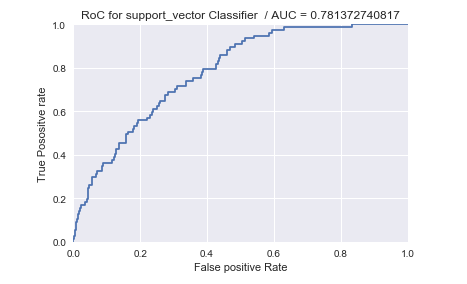 RoC for support_vector Classifier / AUC = 0.781372740817
1.0
0.8
0.6
0.4
0.2
0.0
True Posositve rate
0.0 0.2 0.4 0.6 0.8 1.0
False positive Rate